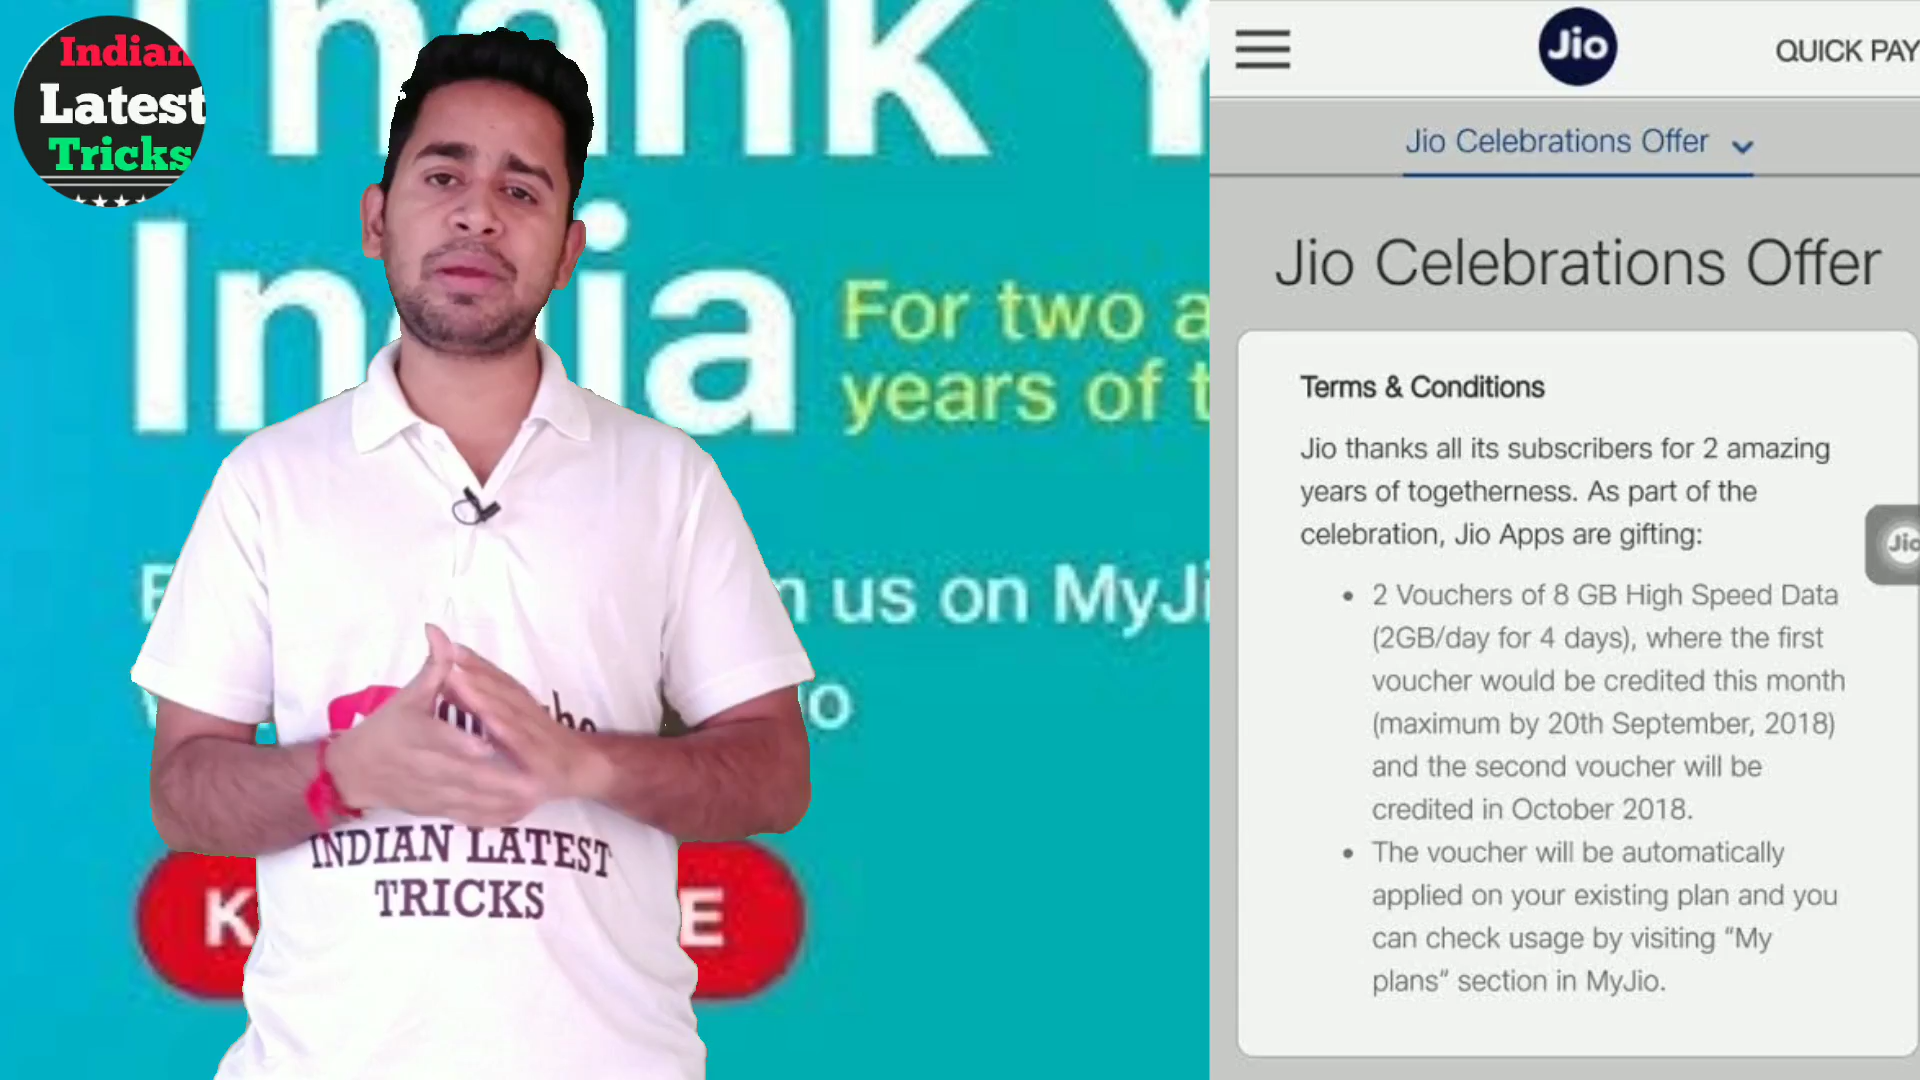 Indian
Latest
Tricks
Thank Y
India
For two a
years of t
us on MyJi
INDIAN LATEST
TRICKS
Jio
QUICK PAY
Jio Celebrations Offer
Jio Celebrations Offer
Terms & Conditions
Jio thanks all its subscribers for 2 amazing
years of togetherness. As part of the
celebration, Jio Apps are gifting:
• 2 Vouchers of 8 GB High Speed Data
(2GB/day for 4 days), where the first
voucher would be credited this month
(maximum by 20th September, 2018)
and the second voucher will be
credited in October 2018.
• The voucher will be automatically
applied on your existing plan and you
can check usage by visiting “My
plans” section in MyJio.
Jio